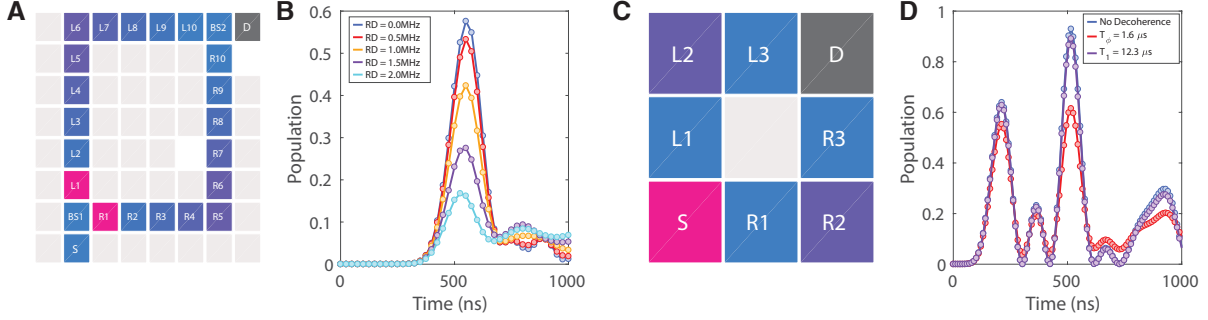 A
L6 L7 L8 L9 L10 BS2 D
L5 R10
L4 R9
L3 R8
L2 R7
L1 R6
BS1 R1 R2 R3 R4 R5
S
B
0.6
0.5
0.4
0.3
0.2
0.1
0
Population
RD = 0.0MHz
RD = 0.5MHz
RD = 1.0MHz
RD = 1.5MHz
RD = 2.0MHz
0 500 1000
Time (ns)
C
L2 L3 D
L1 R3
S R1 R2
D
1
0.8
0.6
0.4
0.2
0
Population
No Decoherence
T_ϕ = 1.6 μs
T_1 = 12.3 μs
0 500 1000
Time (ns)